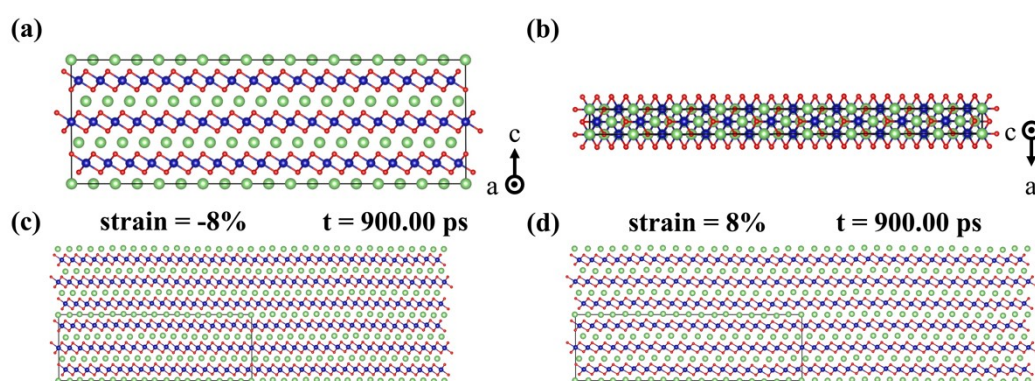 (a)
(b)
c
a
c
a
(c) strain = -8% t = 900.00 ps
(d) strain = 8% t = 900.00 ps